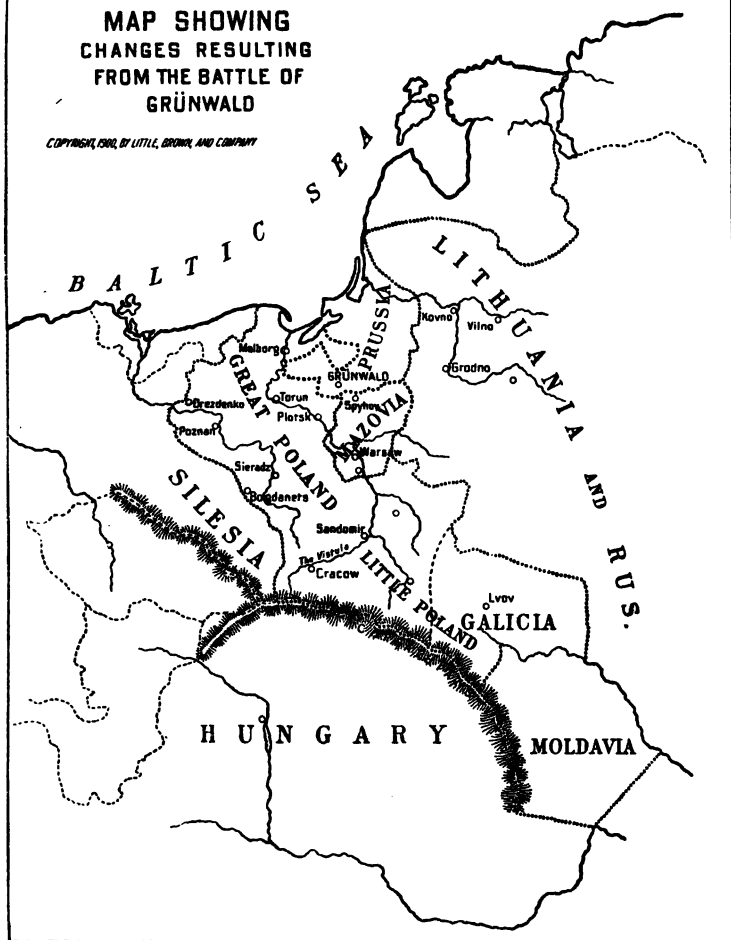 MAP SHOWING
CHANGES RESULTING
FROM THE BATTLE OF
GRÜNWALD
COPYRIGHT, 1900, BY LITTLE, BROWN, AND COMPANY
BALTIC SEA
LITHUANIA AND RUS.
PRUSSIA
Kovno
Vilno
Malborg
Grodno
GRÜNWALD
GREAT POLAND
Drezdenko
Torun
Spyhov
Plotsk
MAZOVIA
Poznan
Warsaw
Sieradz
Bogdanets
SILESIA
Sandomir
The Vistula
Cracow
LITTLE POLAND
Lvov
GALICIA
HUNGARY
MOLDAVIA